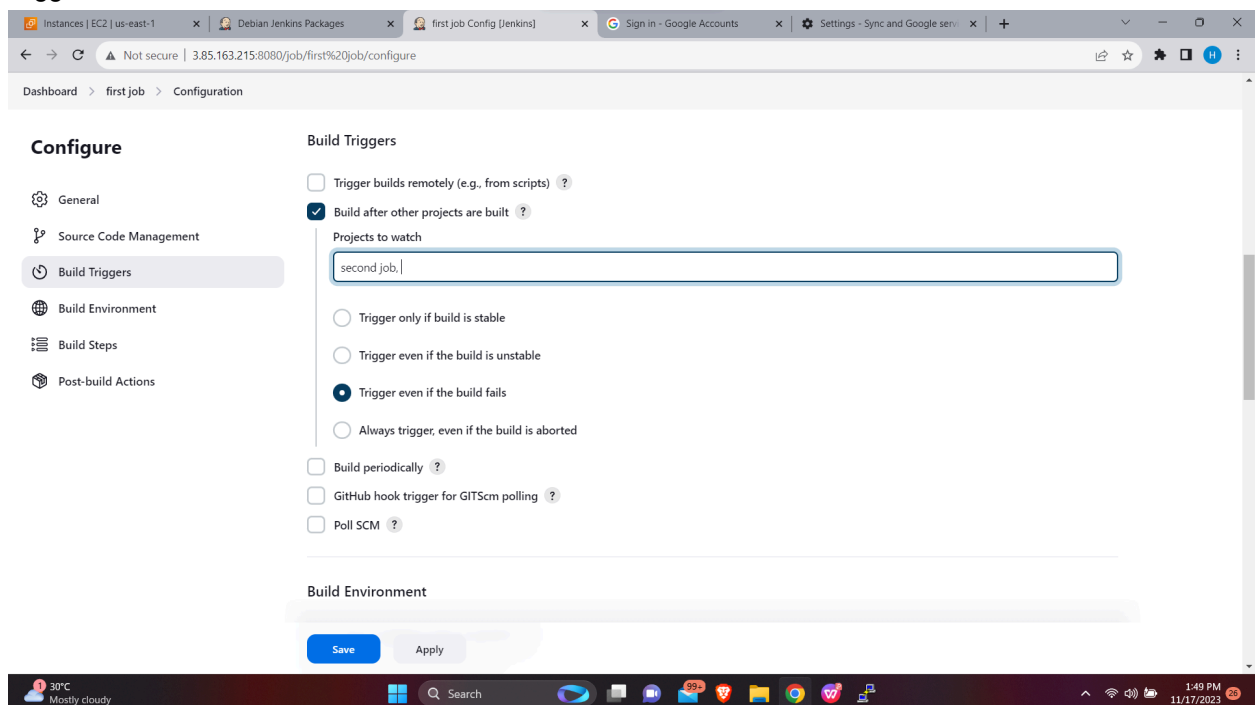 Instances | EC2 | us-east-1
Debian Jenkins Packages
first job Config [Jenkins]
Sign in - Google Accounts
Settings - Sync and Google servi
Not secure | 3.85.163.215:8080/job/first%20job/configure
H
Dashboard > first job > Configuration
Configure
General
Source Code Management
Build Triggers
Build Environment
Build Steps
Post-build Actions
Build Triggers
Trigger builds remotely (e.g., from scripts) ?
Build after other projects are built ?
Projects to watch
second job,
Trigger only if build is stable
Trigger even if the build is unstable
Trigger even if the build fails
Always trigger, even if the build is aborted
Build periodically ?
GitHub hook trigger for GITScm polling ?
Poll SCM ?
Build Environment
Save Apply
1
30°C
Mostly cloudy
Search
99+
1:49 PM
11/17/2023
26